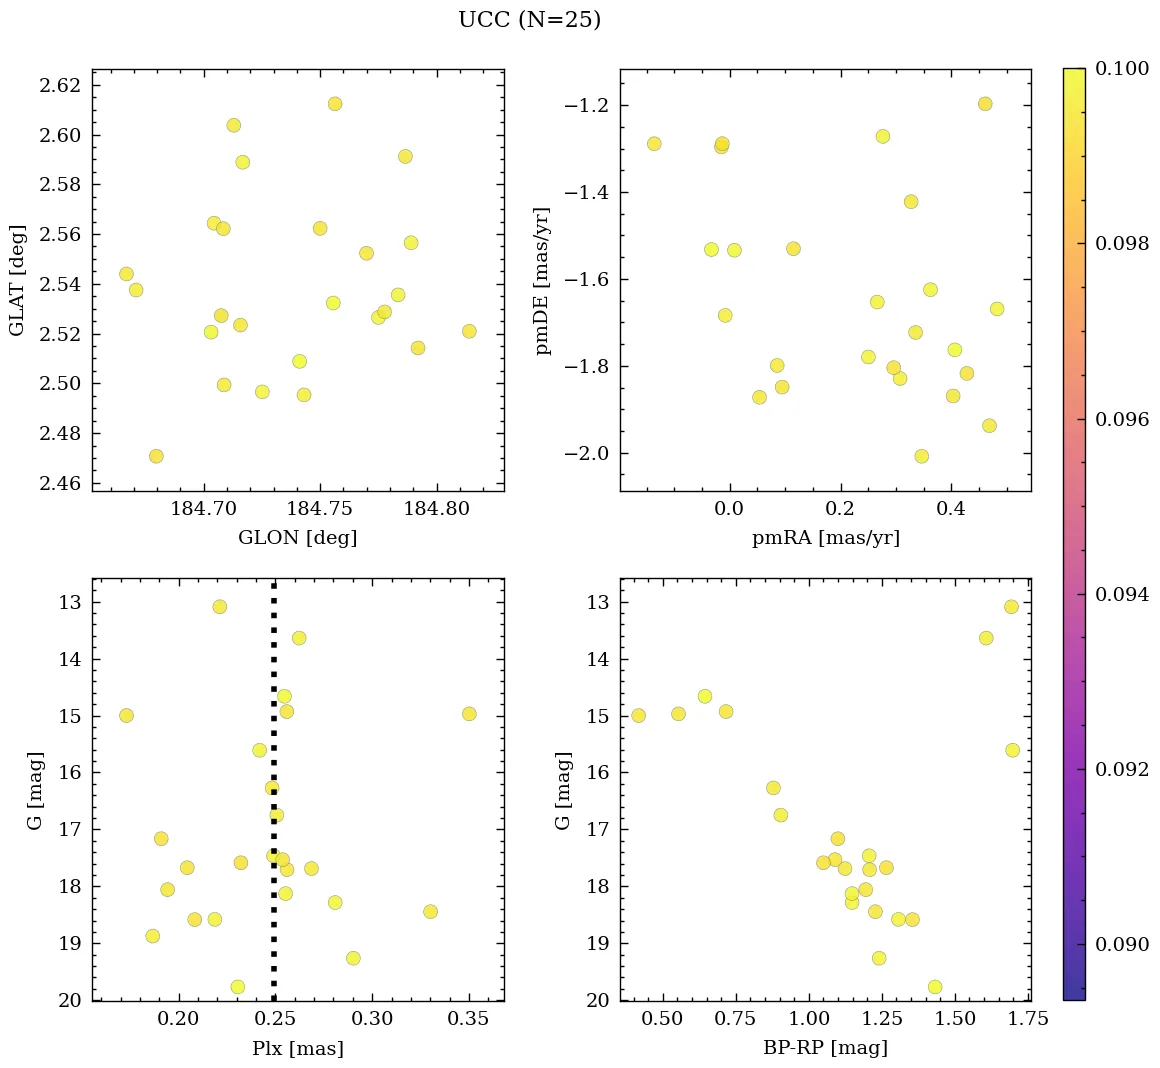 UCC (N=25)
2.62
2.60
2.58
2.56
2.54
2.52
2.50
2.48
2.46
GLAT [deg]
184.70 184.75 184.80
GLON [deg]
−1.2
−1.4
−1.6
−1.8
−2.0
pmDE [mas/yr]
0.0 0.2 0.4
pmRA [mas/yr]
0.100
0.098
0.096
0.094
0.092
0.090
13
14
15
16
17
18
19
20
G [mag]
0.20 0.25 0.30 0.35
Plx [mas]
13
14
15
16
17
18
19
20
G [mag]
0.50 0.75 1.00 1.25 1.50 1.75
BP-RP [mag]